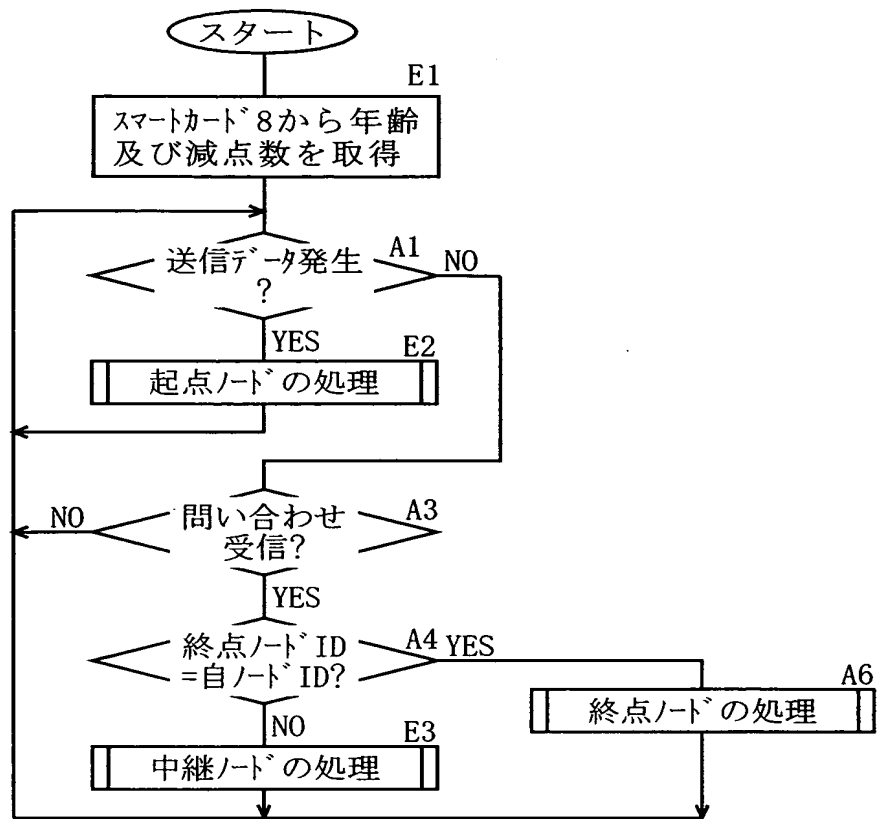 スタート
E1
スマートカード8から年齢
及び減点数を取得
送信データ発生
?
A1
NO
YES
E2
起点ノードの処理
NO
問い合わせ
受信?
A3
YES
終点ノードID
=自ノードID?
A4
YES
A6
終点ノードの処理
NO
E3
中継ノードの処理